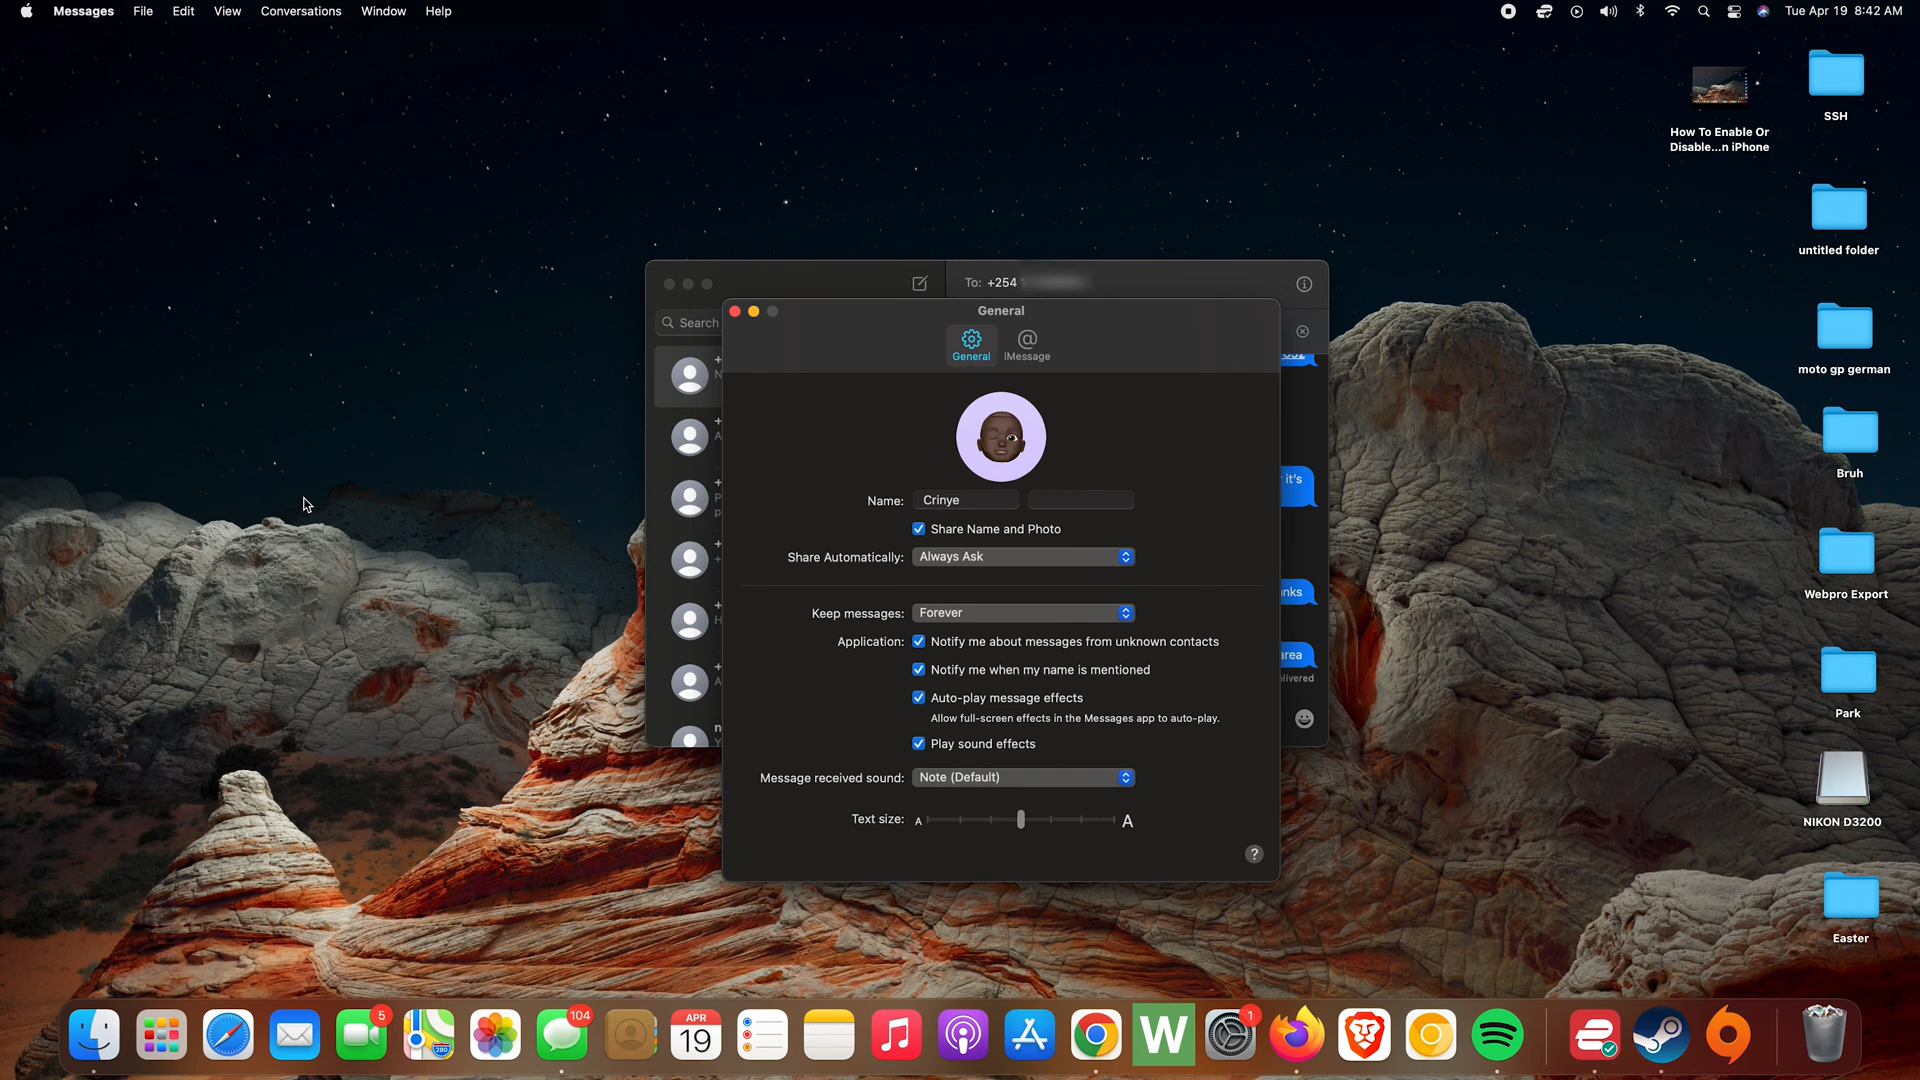 Messages File Edit View Conversations Window Help
Tue Apr 19 8:42 AM
SSH
How To Enable Or
Disable...n iPhone
untitled folder
moto gp german
Bruh
Webpro Export
Park
NIKON D3200
Easter
To: +254
Search
General
General
iMessage
Name: Crinye
Share Name and Photo
Share Automatically: Always Ask
Keep messages: Forever
Application: Notify me about messages from unknown contacts
Notify me when my name is mentioned
Auto-play message effects
Allow full-screen effects in the Messages app to auto-play.
Play sound effects
Message received sound: Note (Default)
Text size: A A
?
it's
nks
area
elivered
5
280
104
APR
19
W
1